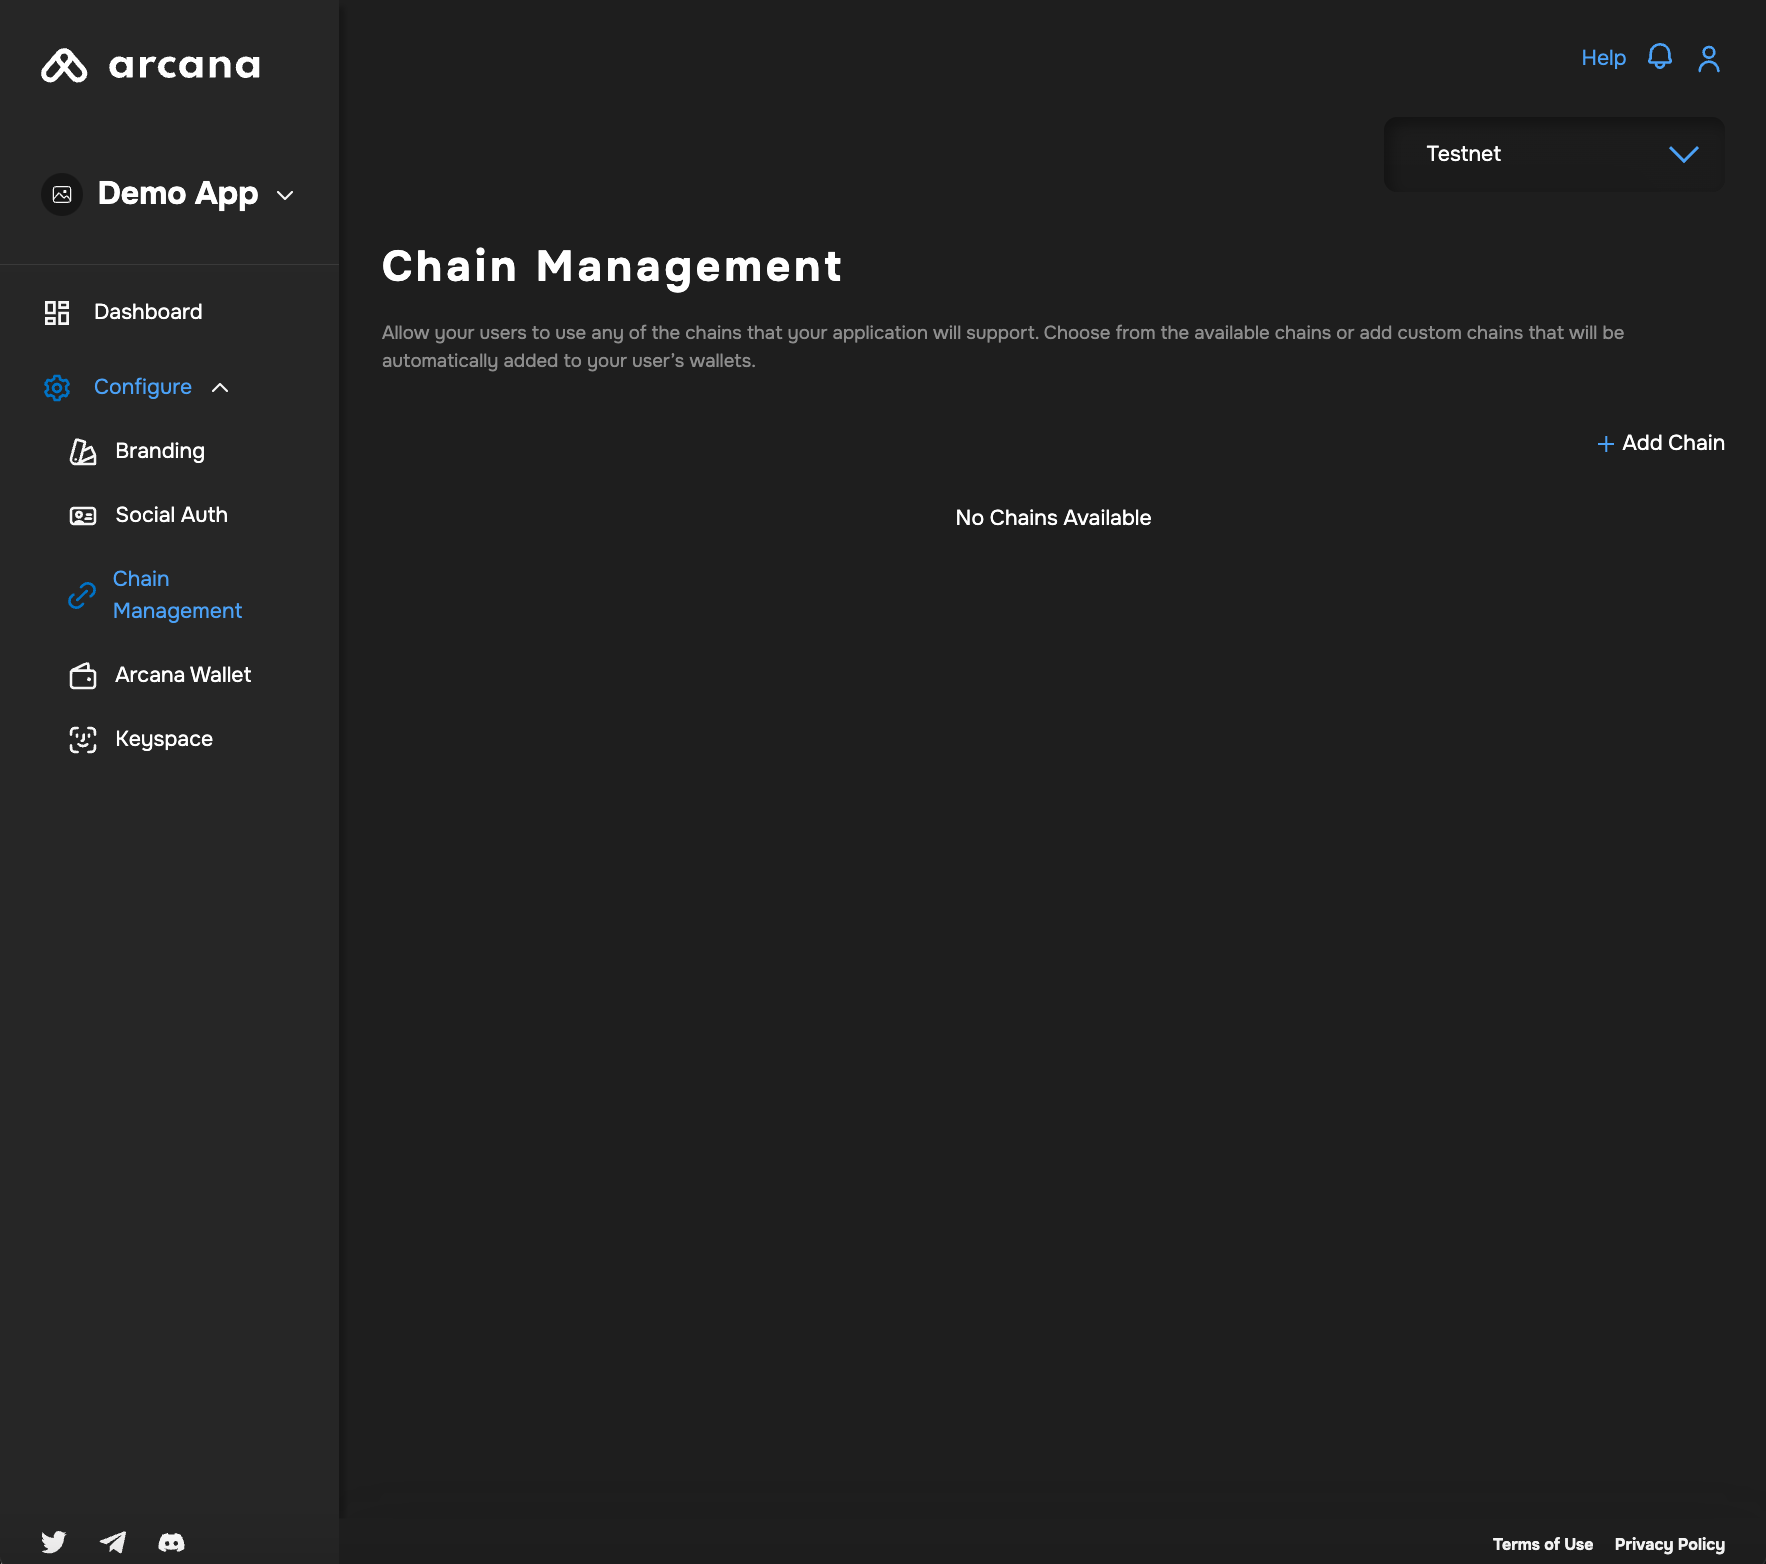 arcana
Demo App
Dashboard
Configure
Branding
Social Auth
Chain
Management
Arcana Wallet
Keyspace
Help
Testnet
Chain Management
Allow your users to use any of the chains that your application will support. Choose from the available chains or add custom chains that will be
automatically added to your user’s wallets.
+ Add Chain
No Chains Available
Terms of Use Privacy Policy